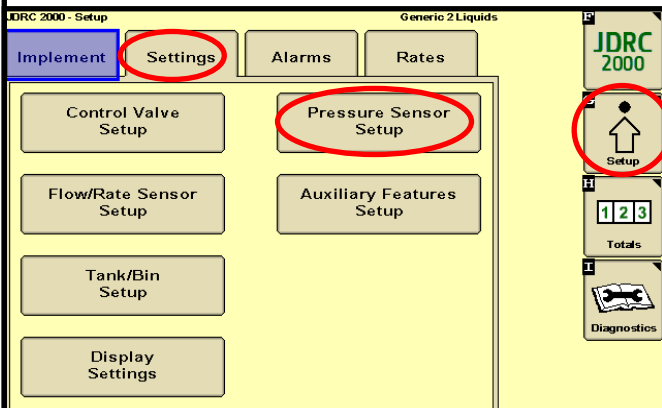 JDRC 2000 - Setup
Generic 2 Liquids
Implement
Settings
Alarms
Rates
Control Valve
Setup
Pressure Sensor
Setup
Flow/Rate Sensor
Setup
Auxiliary Features
Setup
Tank/Bin
Setup
Display
Settings
F
JDRC
2000
G
Setup
H
1 2 3
Totals
I
Diagnostics